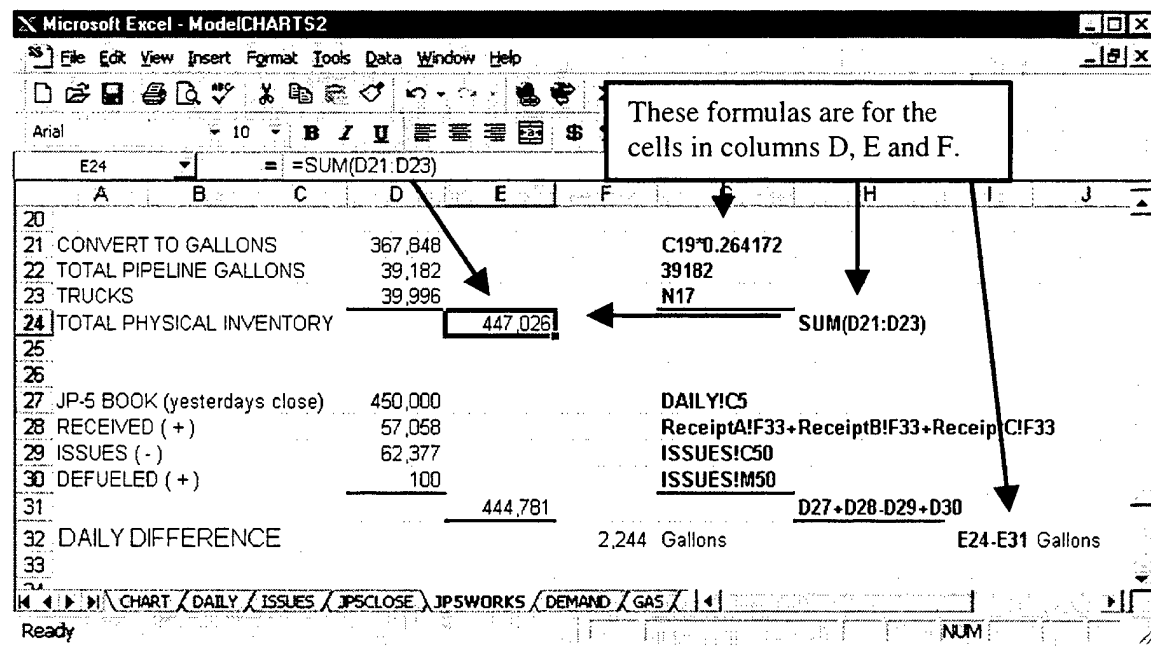 Microsoft Excel - ModelCHARTS2
File Edit View Insert Format Tools Data Window Help
Arial 10 B I U $
These formulas are for the
cells in columns D, E and F.
E24 = =SUM(D21:D23)
A B C D E F G H I J
20
21 CONVERT TO GALLONS 367,848 C19*0.264172
22 TOTAL PIPELINE GALLONS 39,182 39182
23 TRUCKS 39,996 N17
24 TOTAL PHYSICAL INVENTORY 447,026 SUM(D21:D23)
25
26
27 JP-5 BOOK (yesterdays close) 450,000 DAILY!C5
28 RECEIVED ( + ) 57,058 ReceiptA!F33+ReceiptB!F33+ReceiptC!F33
29 ISSUES ( - ) 62,377 ISSUES!C50
30 DEFUELED ( + ) 100 ISSUES!M50
31 444,781 D27+D28-D29+D30
32 DAILY DIFFERENCE 2,244 Gallons E24-E31 Gallons
33
CHART DAILY ISSUES JP5CLOSE JP5WORKS DEMAND GAS
Ready NUM